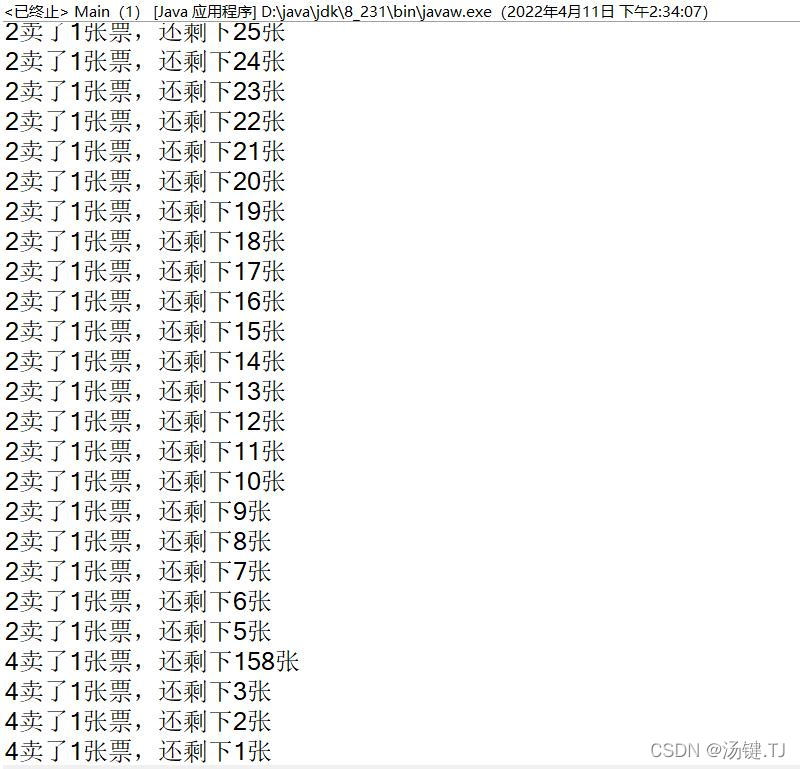 <已终止> Main（1） [Java 应用程序] D:\java\jdk\8_231\bin\javaw.exe（2022年4月11日 下午2:34:07）
2卖了1张票，还剩下25张
2卖了1张票，还剩下24张
2卖了1张票，还剩下23张
2卖了1张票，还剩下22张
2卖了1张票，还剩下21张
2卖了1张票，还剩下20张
2卖了1张票，还剩下19张
2卖了1张票，还剩下18张
2卖了1张票，还剩下17张
2卖了1张票，还剩下16张
2卖了1张票，还剩下15张
2卖了1张票，还剩下14张
2卖了1张票，还剩下13张
2卖了1张票，还剩下12张
2卖了1张票，还剩下11张
2卖了1张票，还剩下10张
2卖了1张票，还剩下9张
2卖了1张票，还剩下8张
2卖了1张票，还剩下7张
2卖了1张票，还剩下6张
2卖了1张票，还剩下5张
4卖了1张票，还剩下158张
4卖了1张票，还剩下3张
4卖了1张票，还剩下2张
4卖了1张票，还剩下1张
CSDN @汤键.TJ